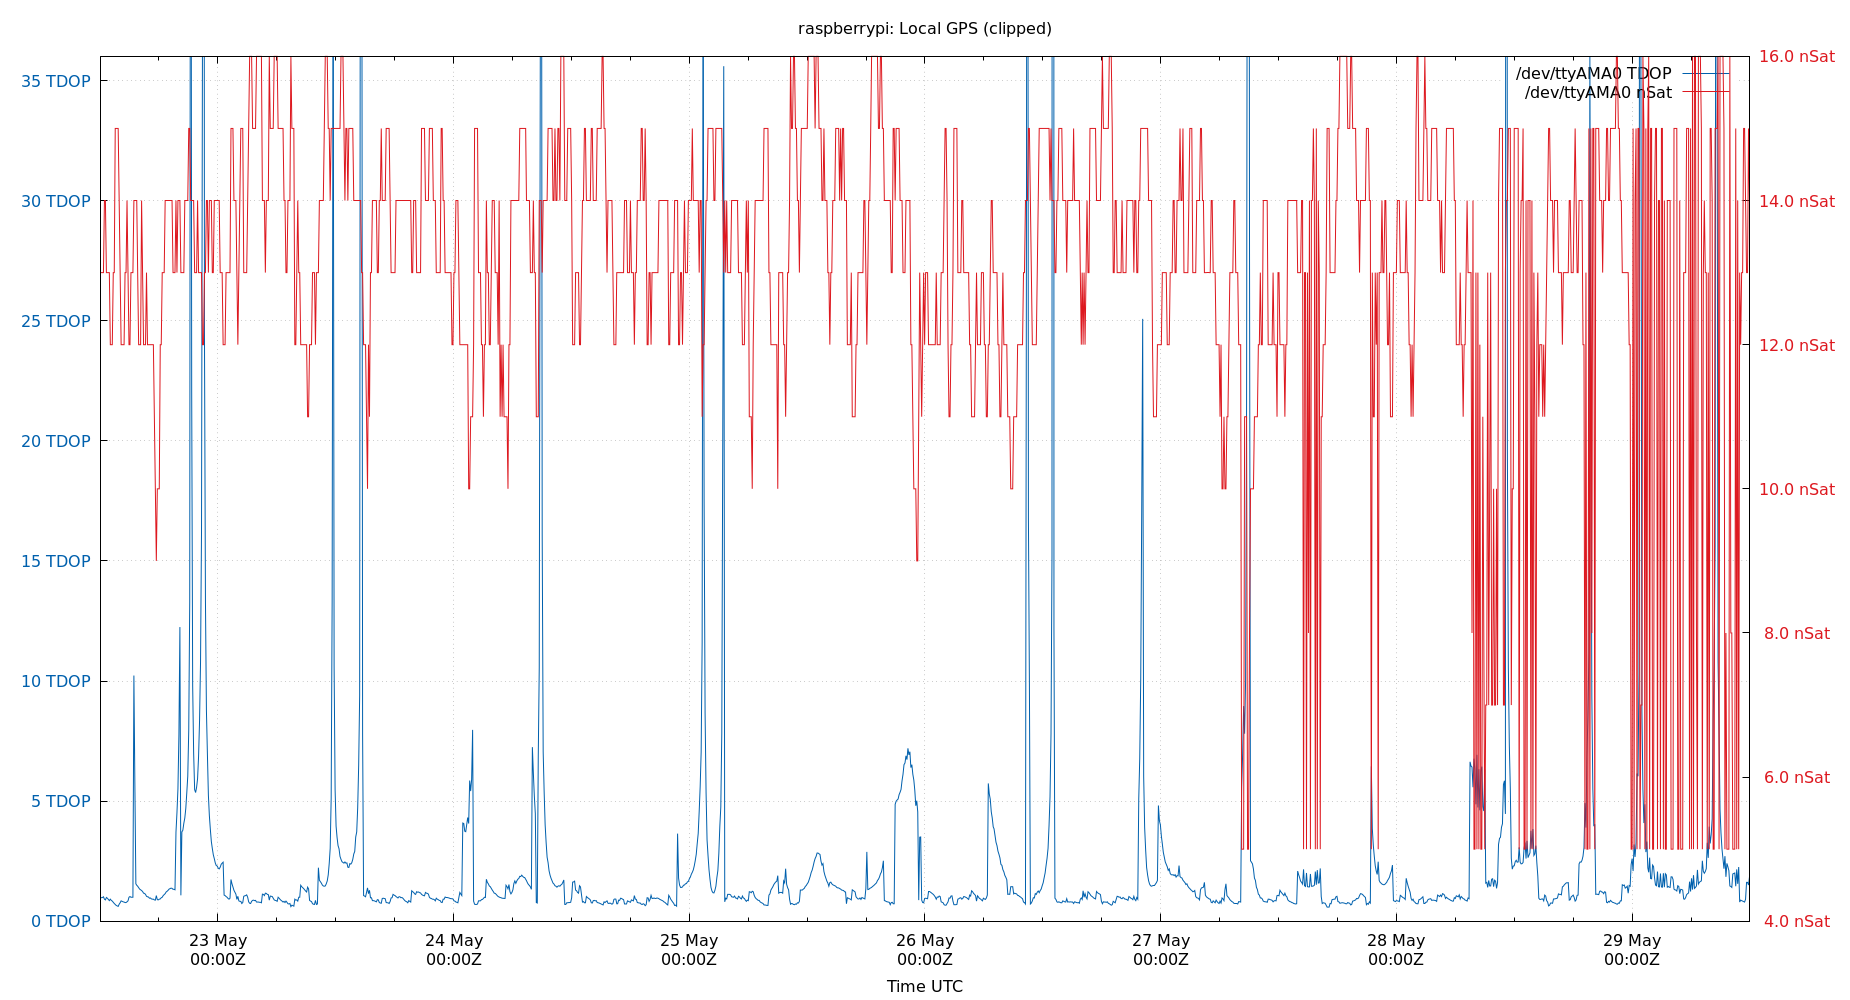 raspberrypi: Local GPS (clipped)
/dev/ttyAMA0 TDOP
/dev/ttyAMA0 nSat
35 TDOP
30 TDOP
25 TDOP
20 TDOP
15 TDOP
10 TDOP
5 TDOP
0 TDOP
16.0 nSat
14.0 nSat
12.0 nSat
10.0 nSat
8.0 nSat
6.0 nSat
4.0 nSat
23 May
00:00Z
24 May
00:00Z
25 May
00:00Z
26 May
00:00Z
27 May
00:00Z
28 May
00:00Z
29 May
00:00Z
Time UTC